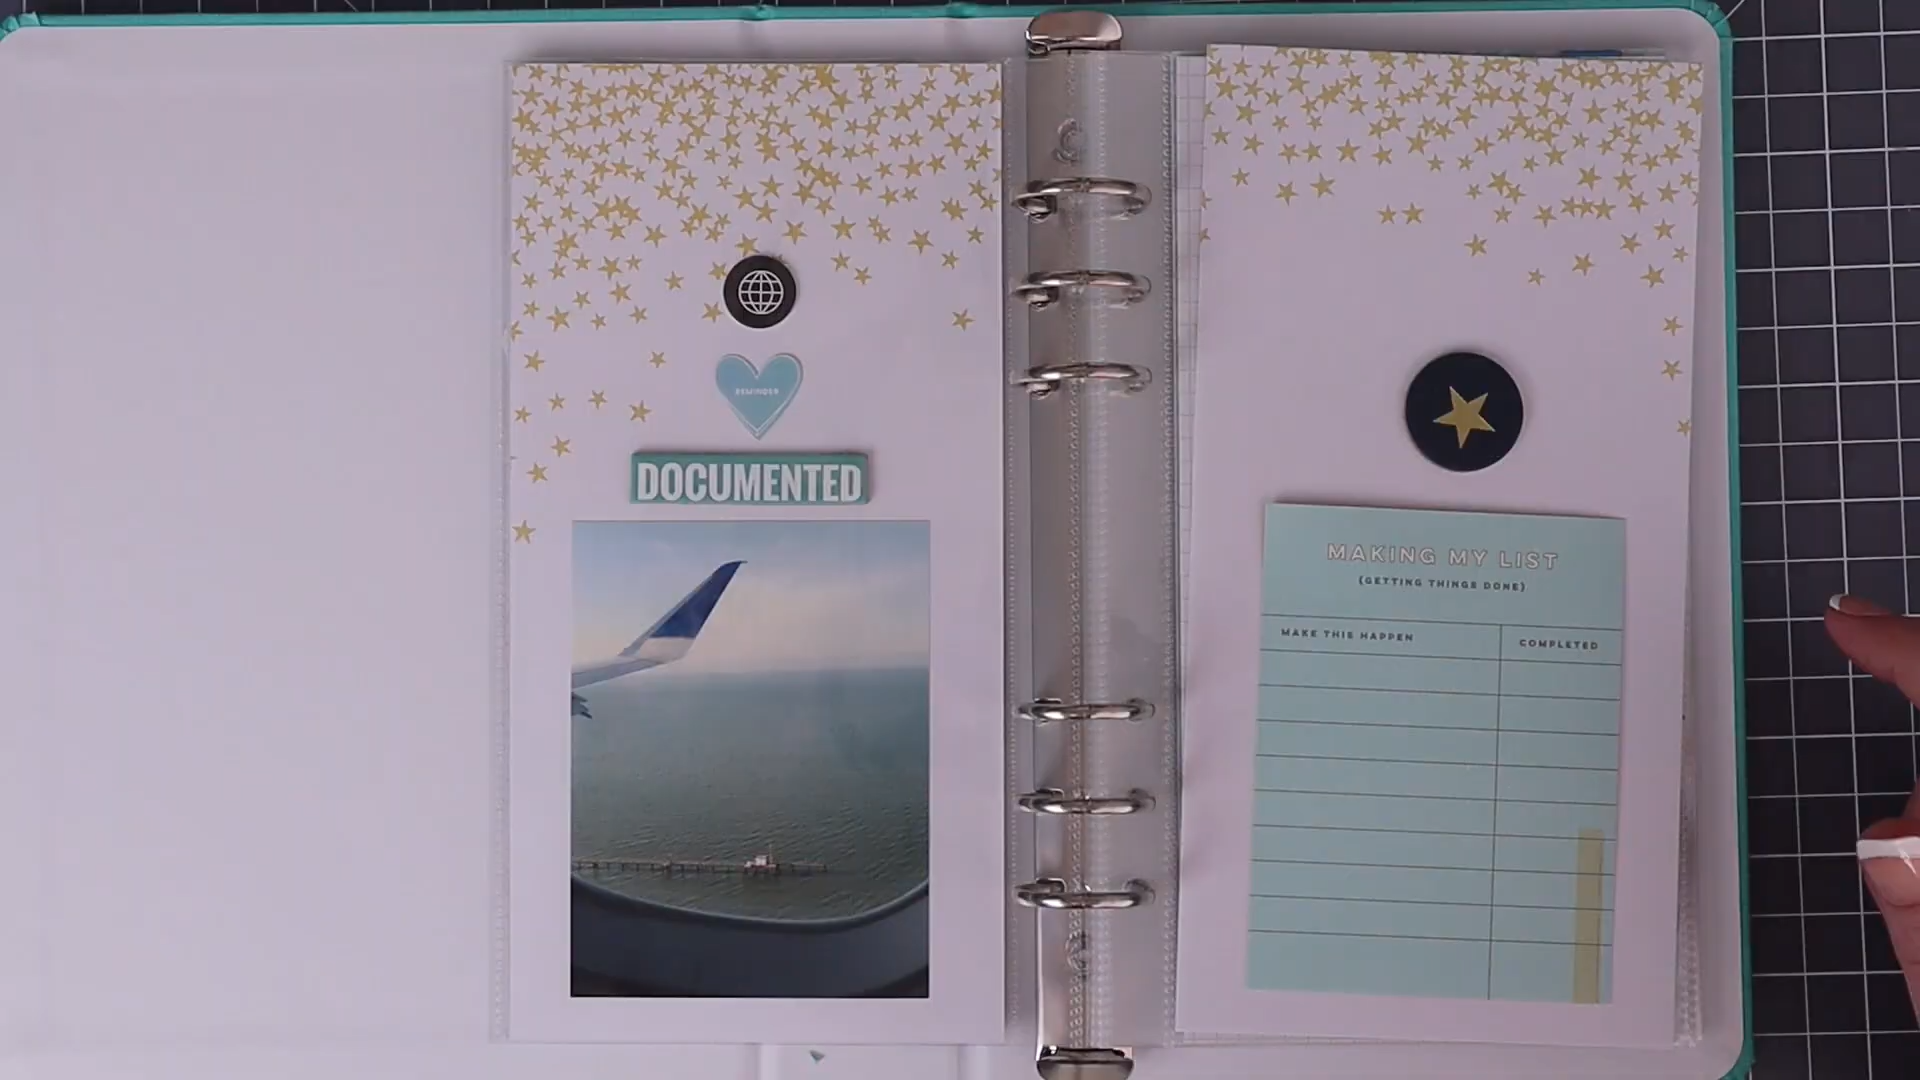 REMINDER
DOCUMENTED
MAKING MY LIST
(GETTING THINGS DONE)
MAKE THIS HAPPEN
COMPLETED